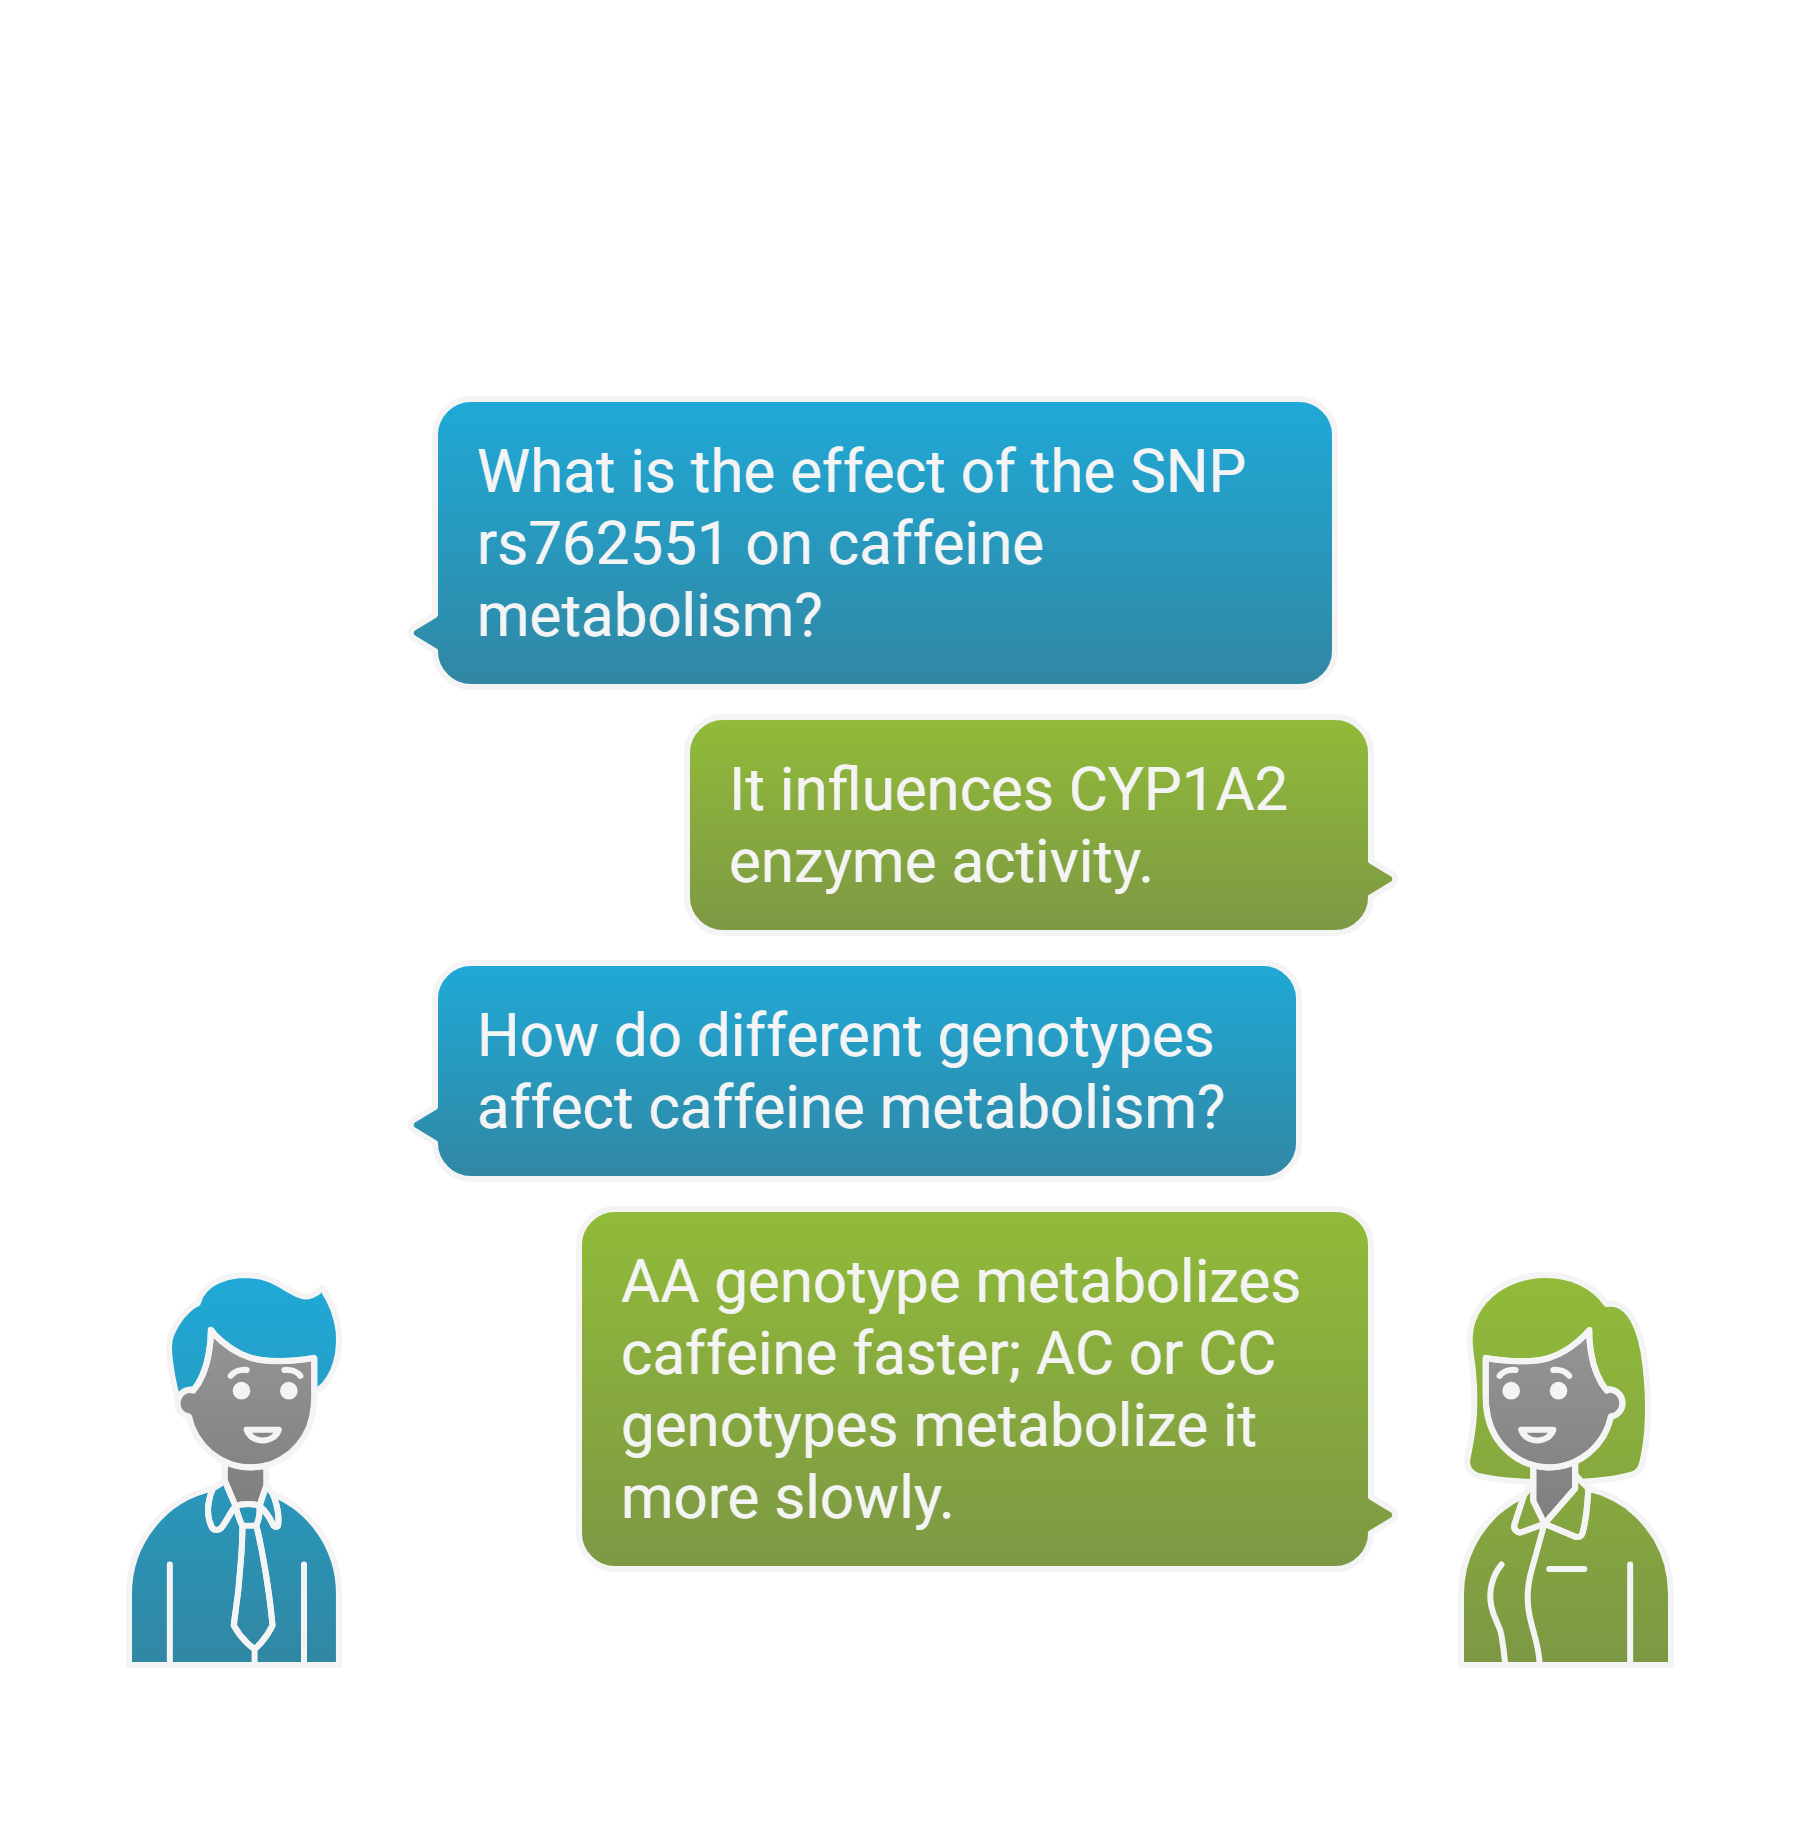 What is the effect of the SNP
rs762551 on caffeine
metabolism?
It influences CYP1A2
enzyme activity.
How do different genotypes
affect caffeine metabolism?
AA genotype metabolizes
caffeine faster; AC or CC
genotypes metabolize it
more slowly.